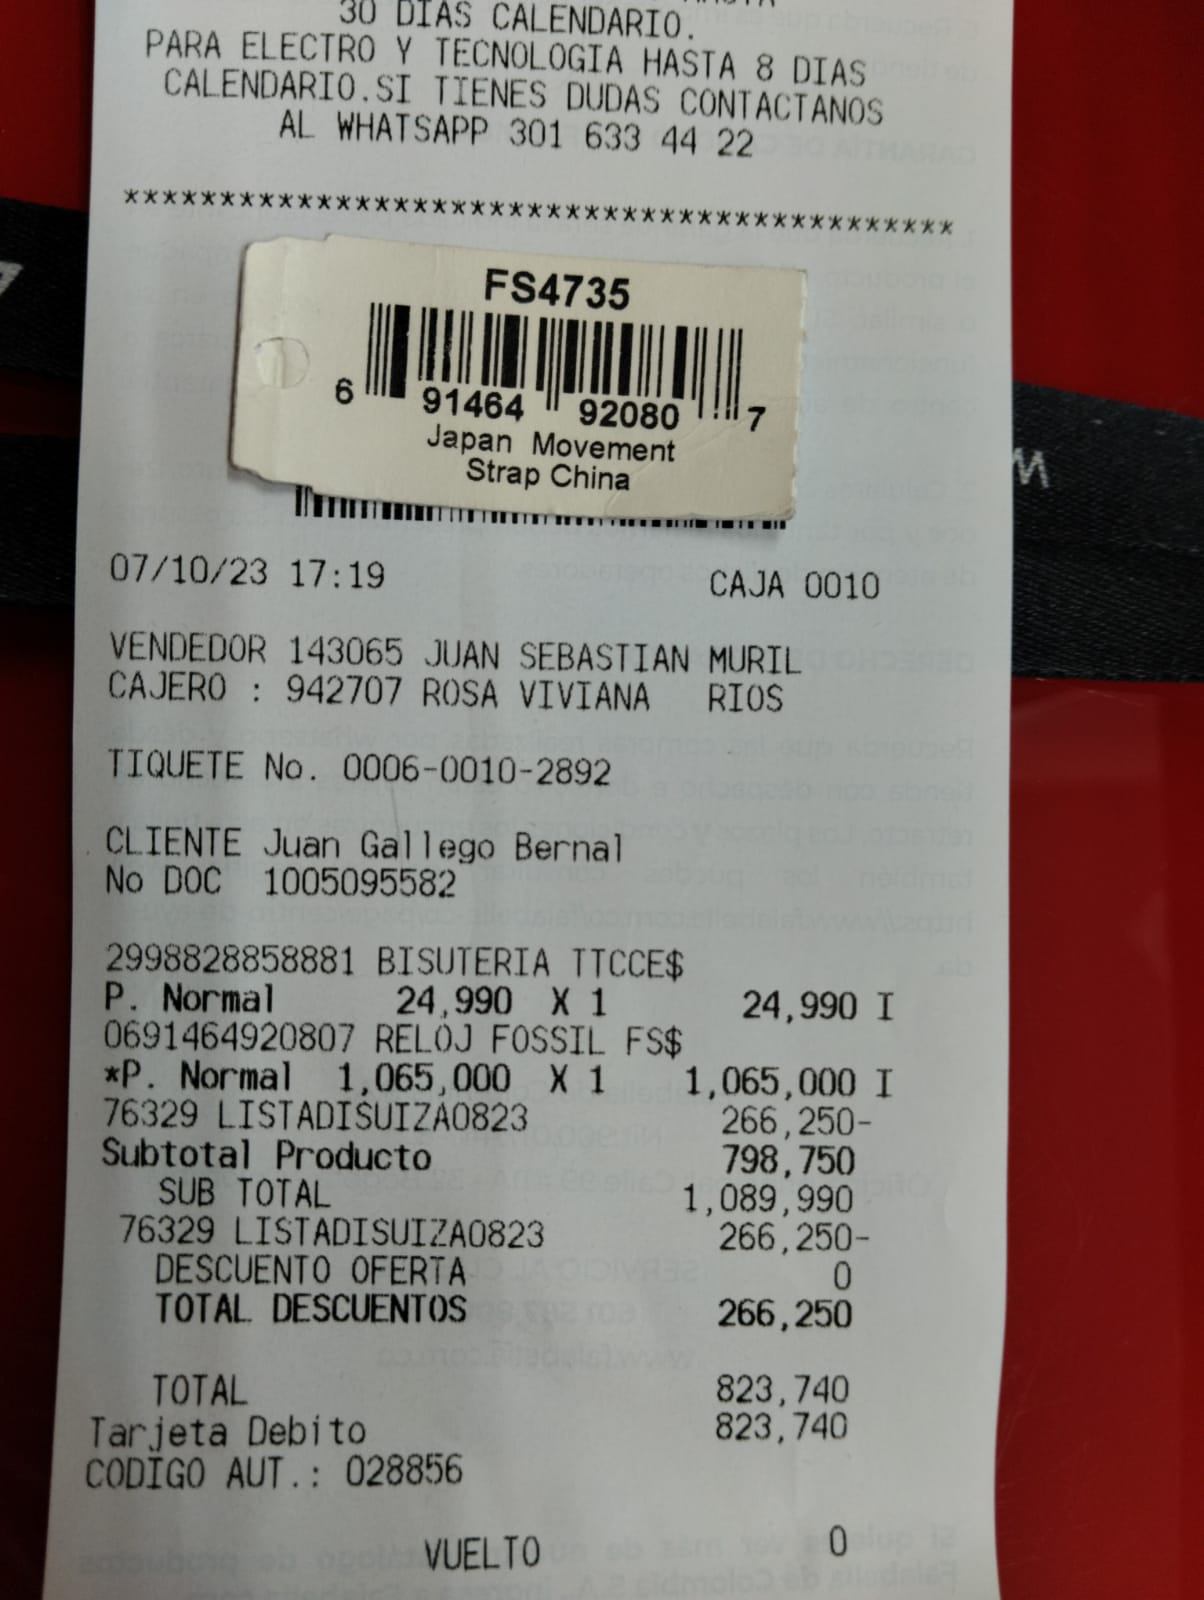 30 DIAS CALENDARIO.
PARA ELECTRO Y TECNOLOGIA HASTA 8 DIAS
CALENDARIO.SI TIENES DUDAS CONTACTANOS
AL WHATSAPP 301 633 44 22
*******************************************
FS4735
6 91464 92080 7
Japan Movement
Strap China
W
07/10/23 17:19 CAJA 0010
VENDEDOR 143065 JUAN SEBASTIAN MURIL
CAJERO : 942707 ROSA VIVIANA RIOS
TIQUETE No. 0006-0010-2892
CLIENTE Juan Gallego Bernal
No DOC 1005095582
2998828858881 BISUTERIA TTCCE$
P. Normal 24,990 X 1 24,990 I
0691464920807 RELOJ FOSSIL FS$
*P. Normal 1,065,000 X 1 1,065,000 I
76329 LISTADISUIZA0823 266,250-
Subtotal Producto 798,750
SUB TOTAL 1,089,990
76329 LISTADISUIZA0823 266,250-
DESCUENTO OFERTA 0
TOTAL DESCUENTOS 266,250
TOTAL 823,740
Tarjeta Debito 823,740
CODIGO AUT.: 028856
VUELTO 0